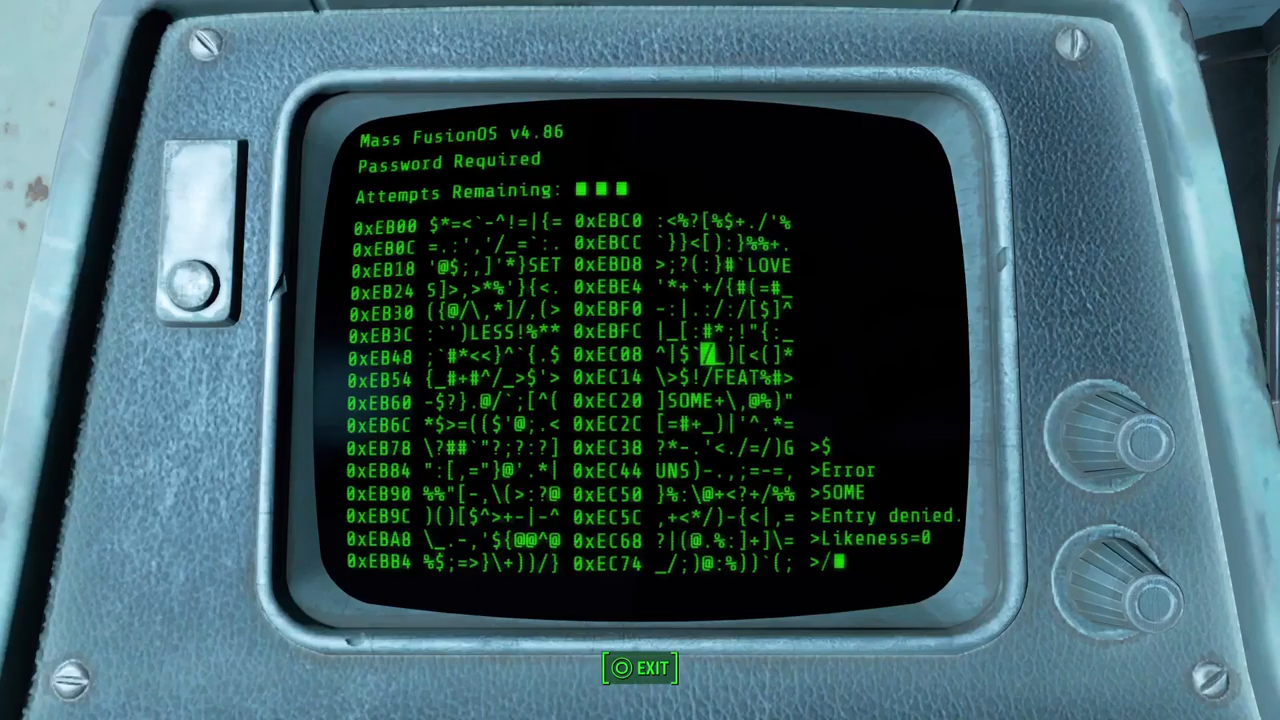 Mass FusionOS v4.86
Password Required
Attempts Remaining: ■ ■ ■
0xEB00 $*=<`-^!=|{= 0xEBC0 :<%?[%$+./'%
0xEB0C =.:','/_=`:. 0xEBCC `}}<[):}%%+.
0xEB18 '@$;,]'*}SET 0xEBD8 >;?(:}#`LOVE
0xEB24 S]>,>*%'}{<. 0xEBE4 '*+`+/{#(=#_
0xEB30 ({@/\,*]/,(> 0xEBF0 -:|.:/:/[$]^
0xEB3C :`')LESS!%** 0xEBFC |_[:#*;!"{:_
0xEB48 ;`#*<<}^`{.$ 0xEC08 ^|$`/_)[<(]*
0xEB54 {_#+#^/_>$'> 0xEC14 \>$!/FEAT%#>
0xEB60 -$?}.@/`;[^( 0xEC20 ]SOME+\,@%)"
0xEB6C *$>=(($'@;.< 0xEC2C [=#+_)|'^.*=
0xEB78 \?##`"?;?:?] 0xEC38 ?*-.'<./=/)G >$
0xEB84 ":[,="}@'.*| 0xEC44 UNS)-.,;=-=, >Error
0xEB90 %%"[-,\(>:?@ 0xEC50 }%:\@+<?+/%% >SOME
0xEB9C )()[$^>+-|-^ 0xEC5C ,+<*/)-{<|,= >Entry denied.
0xEBA8 \_.-,'${@@^@ 0xEC68 ?|(@.%:]+]\= >Likeness=0
0xEBB4 %$;=>}\+))/} 0xEC74 _/;)@:%))`(; >/■
EXIT